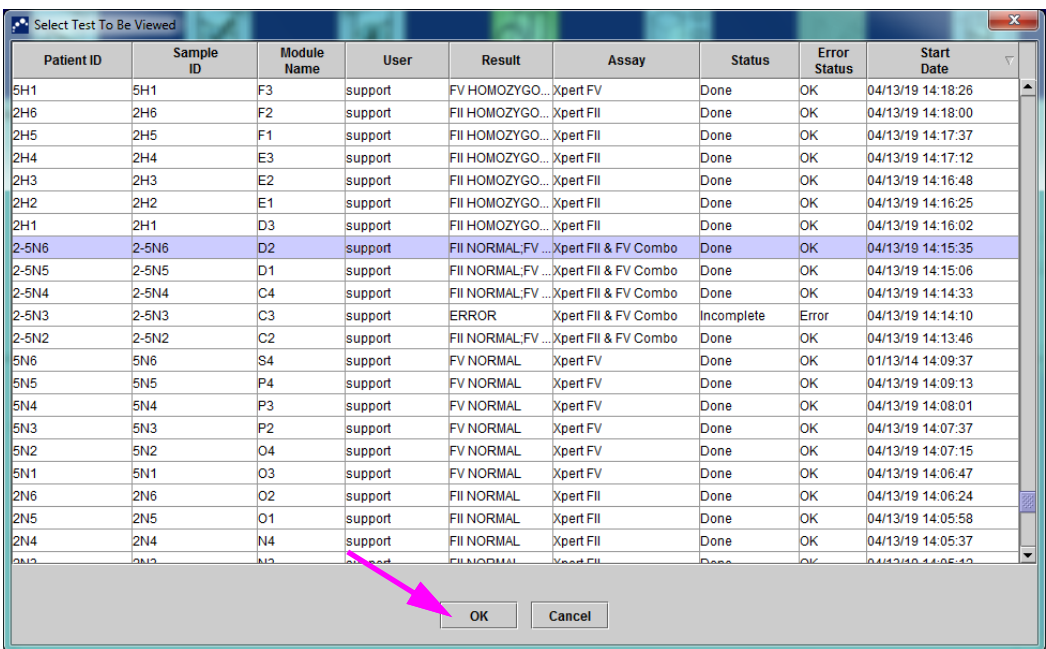 Select Test To Be Viewed
Patient ID Sample ID Module Name User Result Assay Status Error Status Start Date
5H1 5H1 F3 support FV HOMOZYGO... Xpert FV Done OK 04/13/19 14:18:26
2H6 2H6 F2 support FII HOMOZYGO... Xpert FII Done OK 04/13/19 14:18:00
2H5 2H5 F1 support FII HOMOZYGO... Xpert FII Done OK 04/13/19 14:17:37
2H4 2H4 E3 support FII HOMOZYGO... Xpert FII Done OK 04/13/19 14:17:12
2H3 2H3 E2 support FII HOMOZYGO... Xpert FII Done OK 04/13/19 14:16:48
2H2 2H2 E1 support FII HOMOZYGO... Xpert FII Done OK 04/13/19 14:16:25
2H1 2H1 D3 support FII HOMOZYGO... Xpert FII Done OK 04/13/19 14:16:02
2-5N6 2-5N6 D2 support FII NORMAL;FV ... Xpert FII & FV Combo Done OK 04/13/19 14:15:35
2-5N5 2-5N5 D1 support FII NORMAL;FV ... Xpert FII & FV Combo Done OK 04/13/19 14:15:06
2-5N4 2-5N4 C4 support FII NORMAL;FV ... Xpert FII & FV Combo Done OK 04/13/19 14:14:33
2-5N3 2-5N3 C3 support ERROR Xpert FII & FV Combo Incomplete Error 04/13/19 14:14:10
2-5N2 2-5N2 C2 support FII NORMAL;FV ... Xpert FII & FV Combo Done OK 04/13/19 14:13:46
5N6 5N6 S4 support FV NORMAL Xpert FV Done OK 01/13/14 14:09:37
5N5 5N5 P4 support FV NORMAL Xpert FV Done OK 04/13/19 14:09:13
5N4 5N4 P3 support FV NORMAL Xpert FV Done OK 04/13/19 14:08:01
5N3 5N3 P2 support FV NORMAL Xpert FV Done OK 04/13/19 14:07:37
5N2 5N2 O4 support FV NORMAL Xpert FV Done OK 04/13/19 14:07:15
5N1 5N1 O3 support FV NORMAL Xpert FV Done OK 04/13/19 14:06:47
2N6 2N6 O2 support FII NORMAL Xpert FII Done OK 04/13/19 14:06:24
2N5 2N5 O1 support FII NORMAL Xpert FII Done OK 04/13/19 14:05:58
2N4 2N4 N4 support FII NORMAL Xpert FII Done OK 04/13/19 14:05:37
OK Cancel